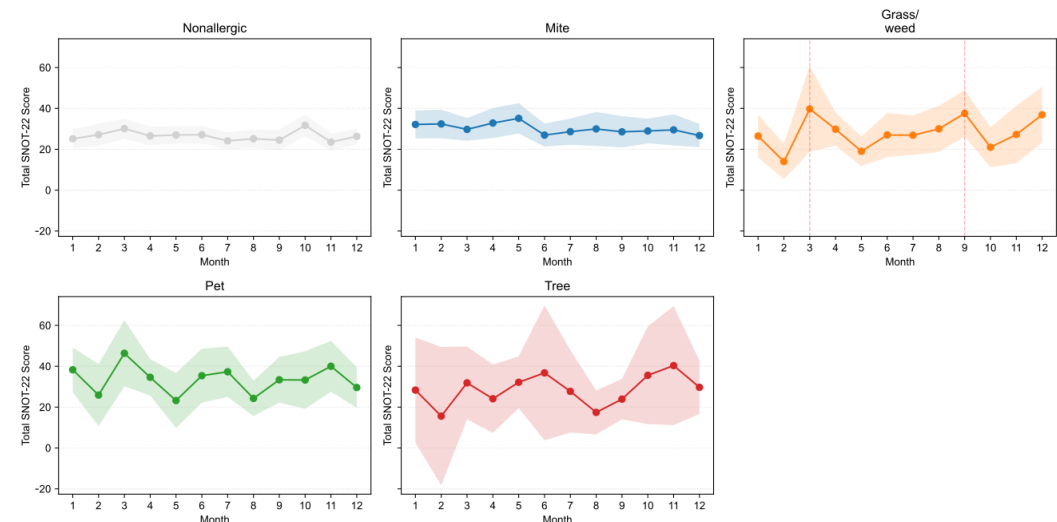 Nonallergic
Total SNOT-22 Score
60
40
20
0
−20
1 2 3 4 5 6 7 8 9 10 11 12
Month
Mite
Total SNOT-22 Score
1 2 3 4 5 6 7 8 9 10 11 12
Month
Grass/
weed
Total SNOT-22 Score
1 2 3 4 5 6 7 8 9 10 11 12
Month
Pet
Total SNOT-22 Score
60
40
20
0
−20
1 2 3 4 5 6 7 8 9 10 11 12
Month
Tree
Total SNOT-22 Score
1 2 3 4 5 6 7 8 9 10 11 12
Month